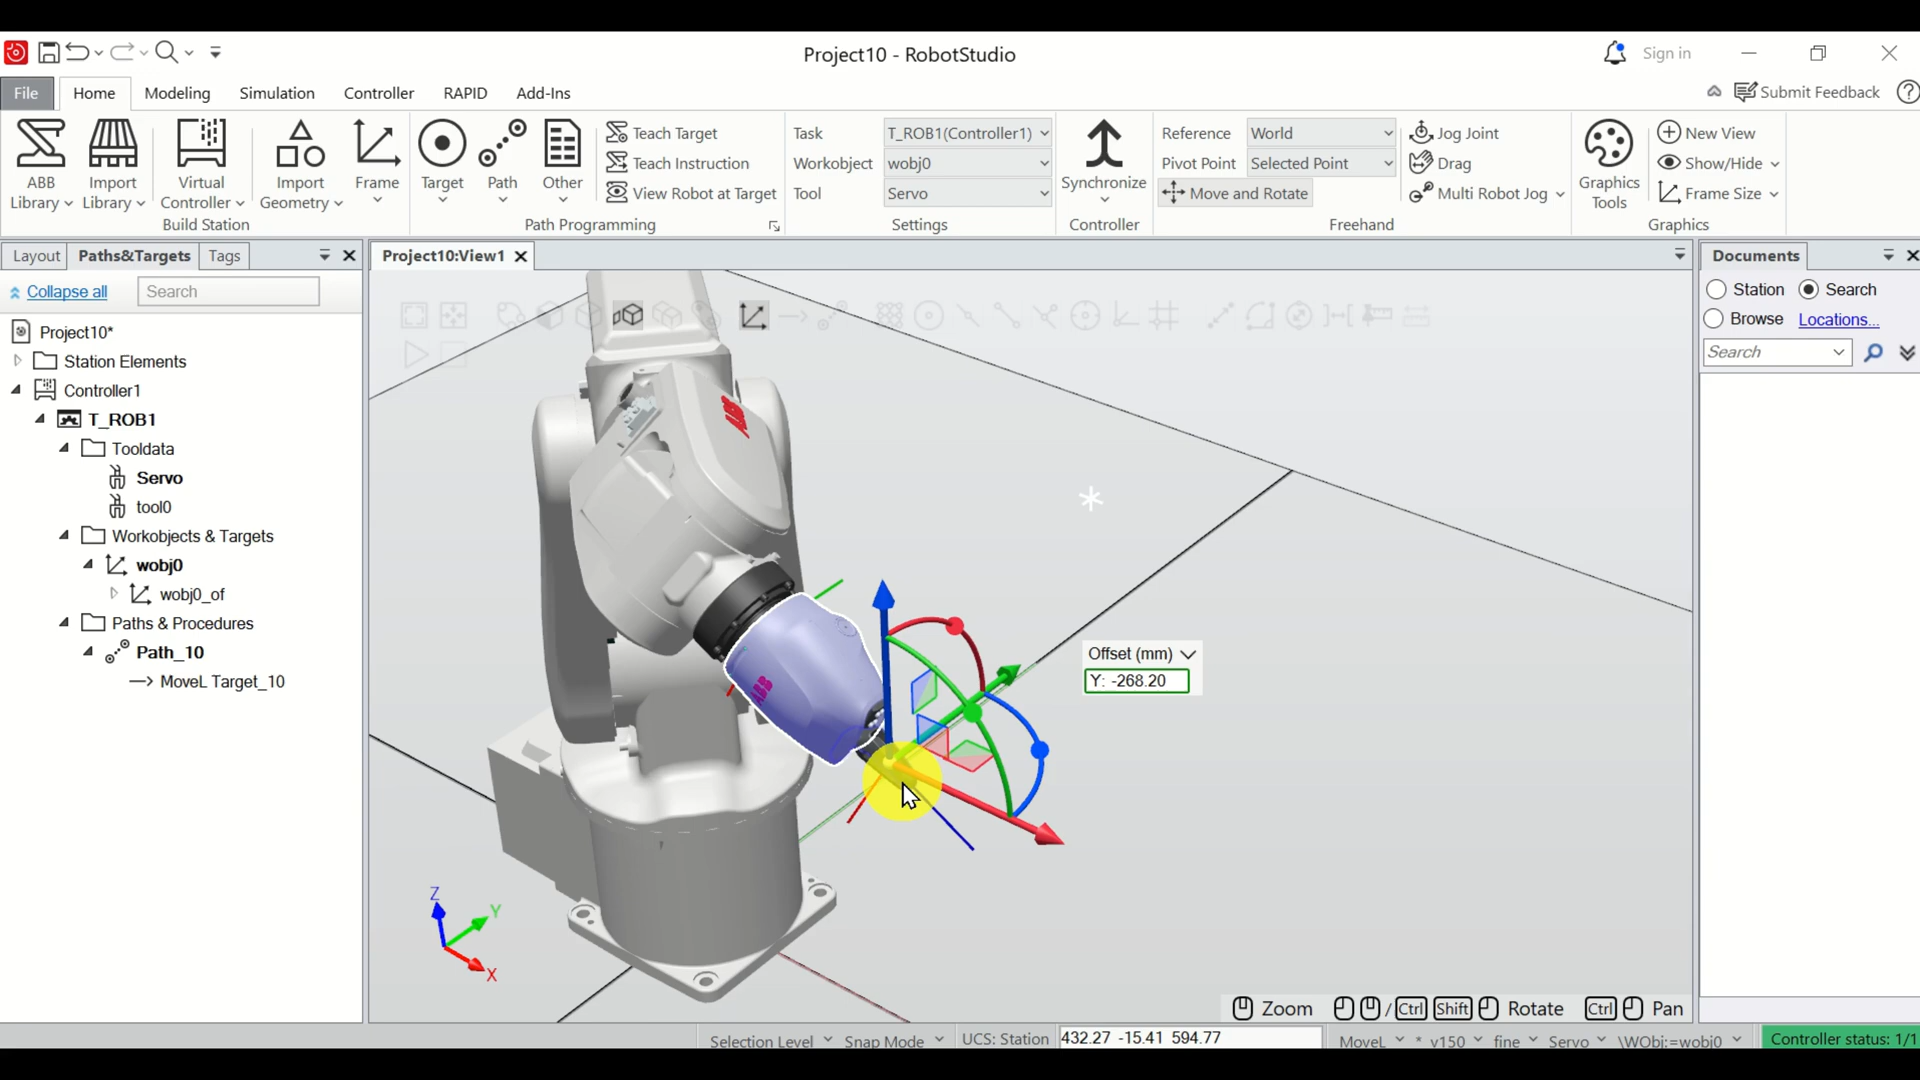 Project10 - RobotStudio
Sign in
File Home Modeling Simulation Controller RAPID Add-Ins
Submit Feedback ?
ABB Library
Import Library
Virtual Controller
Build Station
Import Geometry
Frame
Target
Path
Other
Teach Target
Teach Instruction
View Robot at Target
Path Programming
Task T_ROB1(Controller1)
Workobject wobj0
Tool Servo
Settings
Synchronize
Controller
Reference World
Pivot Point Selected Point
Move and Rotate
Jog Joint
Drag
Multi Robot Jog
Freehand
Graphics Tools
New View
Show/Hide
Frame Size
Graphics
Layout Paths&Targets Tags
Collapse all Search
Project10*
Station Elements
Controller1
T_ROB1
Tooldata
Servo
tool0
Workobjects & Targets
wobj0
wobj0_of
Paths & Procedures
Path_10
MoveL Target_10
Project10:View1
ABB
ABB
Offset (mm)
Y: -268.20
Z
Y
X
Zoom / Ctrl Shift Rotate Ctrl Pan
Documents
Station Search
Browse Locations...
Search
Selection Level Snap Mode UCS: Station 432.27 -15.41 594.77 MoveL * v150 fine Servo \WObj:=wobj0 Controller status: 1/1